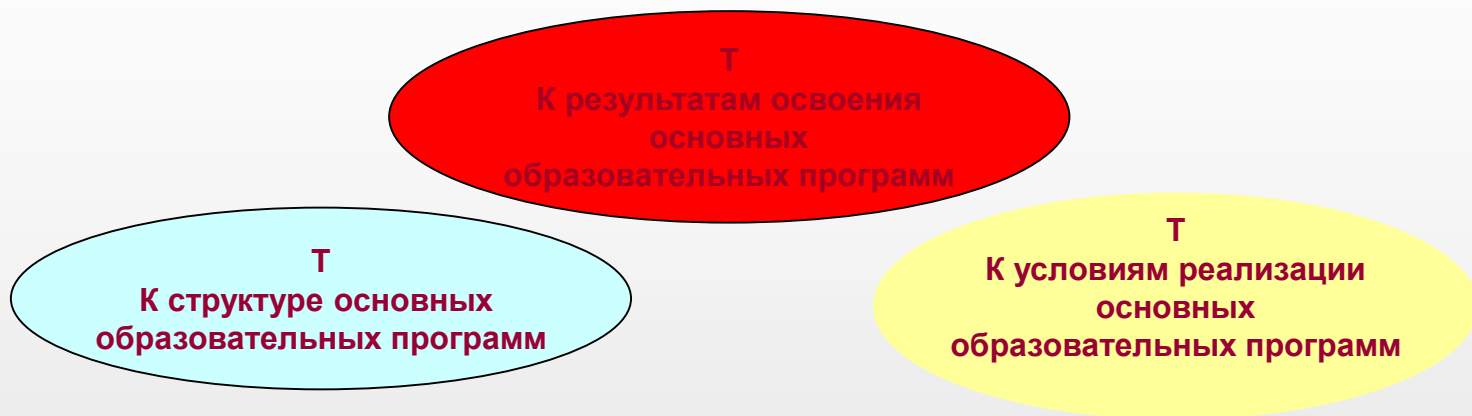 Т
К результатам освоения
основных
образовательных программ
Т
К структуре основных
образовательных программ
Т
К условиям реализации
основных
образовательных программ